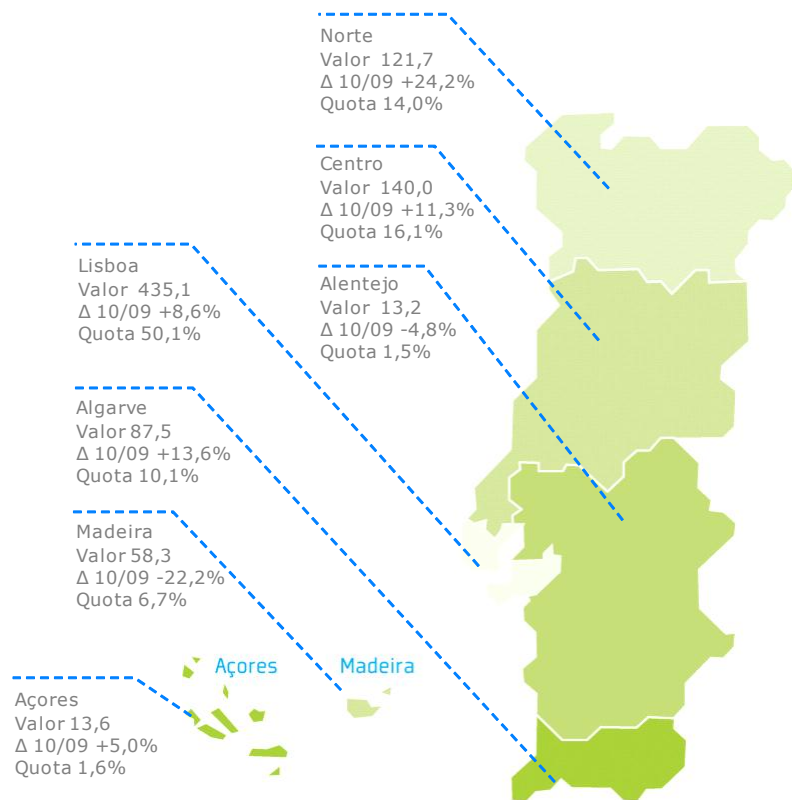 Norte
Valor 121,7
Δ 10/09 +24,2%
Quota 14,0%
Centro
Valor 140,0
Δ 10/09 +11,3%
Quota 16,1%
Lisboa
Valor 435,1
Δ 10/09 +8,6%
Quota 50,1%
Alentejo
Valor 13,2
Δ 10/09 -4,8%
Quota 1,5%
Algarve
Valor 87,5
Δ 10/09 +13,6%
Quota 10,1%
Madeira
Valor 58,3
Δ 10/09 -22,2%
Quota 6,7%
Açores
Madeira
Açores
Valor 13,6
Δ 10/09 +5,0%
Quota 1,6%